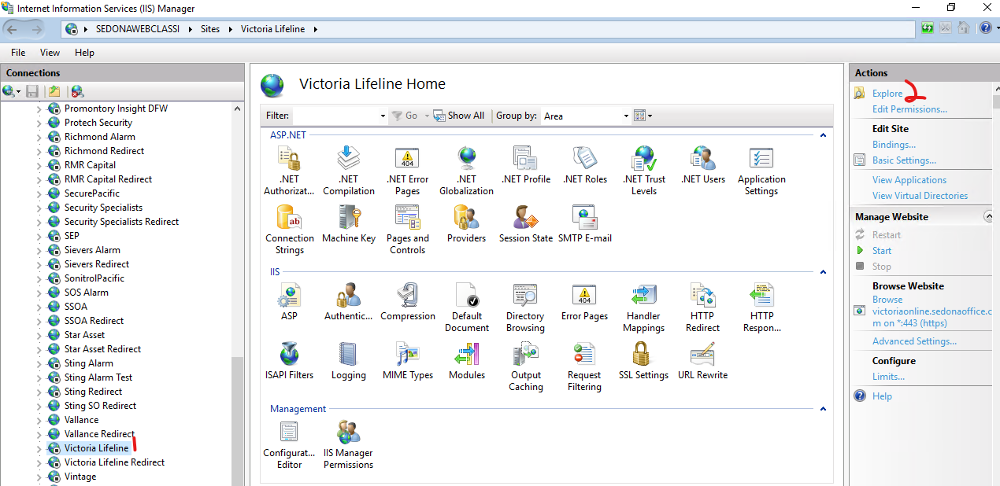 Internet Information Services (IIS) Manager
SEDONAWEBCLASSI
Sites
Victoria Lifeline
File
View
Help
Connections
Promontory Insight DFW
Protech Security
Richmond Alarm
Richmond Redirect
RMR Capital
RMR Capital Redirect
SecurePacific
Security Specialists
Security Specialists Redirect
SEP
Sievers Alarm
Sievers Redirect
SonitrolPacific
SOS Alarm
SSOA
SSOA Redirect
Star Asset
Star Asset Redirect
Sting Alarm
Sting Alarm Test
Sting Redirect
Sting SO Redirect
Vallance
Vallance Redirect
Victoria Lifeline
1
Victoria Lifeline Redirect
Vintage
Victoria Lifeline Home
Filter:
Go
Show All
Group by:
Area
ASP.NET
.NET
Authorizat...
.NET
Compilation
.NET Error
Pages
.NET
Globalization
.NET Profile
.NET Roles
.NET Trust
Levels
.NET Users
Application
Settings
Connection
Strings
Machine Key
Pages and
Controls
Providers
Session State
SMTP E-mail
IIS
ASP
Authentic...
Compression
Default
Document
Directory
Browsing
Error Pages
Handler
Mappings
HTTP
Redirect
HTTP
Respon...
ISAPI Filters
Logging
MIME Types
Modules
Output
Caching
Request
Filtering
SSL Settings
URL Rewrite
Management
Configurat...
Editor
IIS Manager
Permissions
Actions
Explore
2
Edit Permissions...
Edit Site
Bindings...
Basic Settings...
View Applications
View Virtual Directories
Manage Website
Restart
Start
Stop
Browse Website
Browse
victoriaonline.sedonaoffice.c
m on *:443 (https)
Advanced Settings...
Configure
Limits...
Help